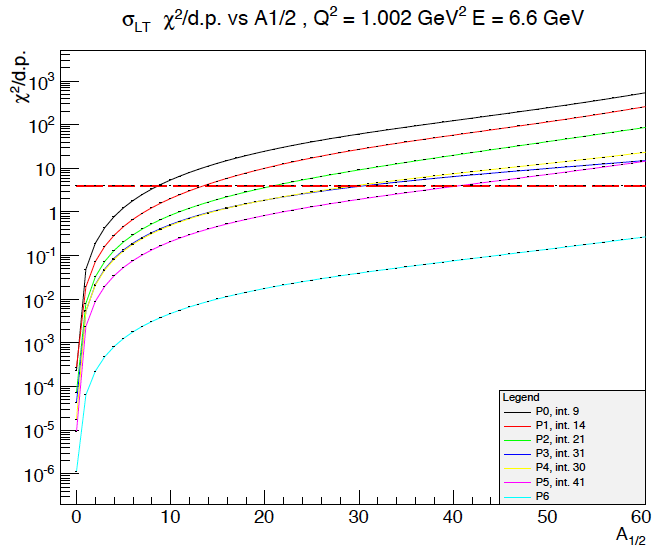 σLT χ²/d.p. vs A1/2 , Q² = 1.002 GeV² E = 6.6 GeV
χ²/d.p.
10³
10²
10
1
10⁻¹
10⁻²
10⁻³
10⁻⁴
10⁻⁵
10⁻⁶
0 10 20 30 40 50 60
A1/2
Legend
P0, int. 9
P1, int. 14
P2, int. 21
P3, int. 31
P4, int. 30
P5, int. 41
P6